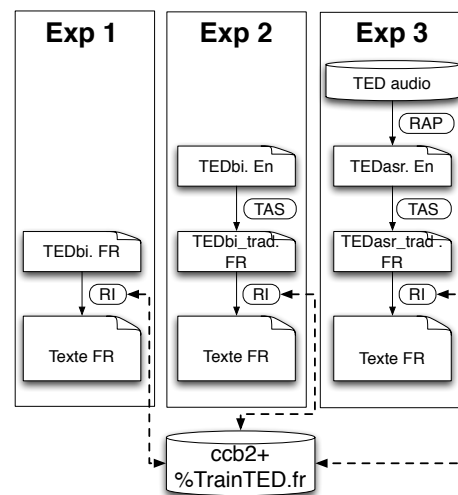 Exp 1
TEDbi. FR
RI
Texte FR
Exp 2
TEDbi. En
TAS
TEDbi_trad.
FR
RI
Texte FR
Exp 3
TED audio
RAP
TEDasr. En
TAS
TEDasr_trad .
FR
RI
Texte FR
ccb2+
%TrainTED.fr